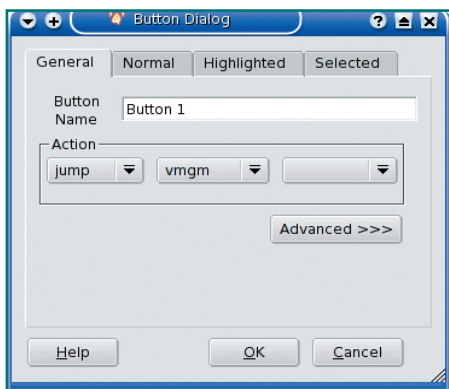 Button Dialog
General Normal Highlighted Selected
Button Name Button 1
Action
jump vmgm
Advanced >>>
Help OK Cancel